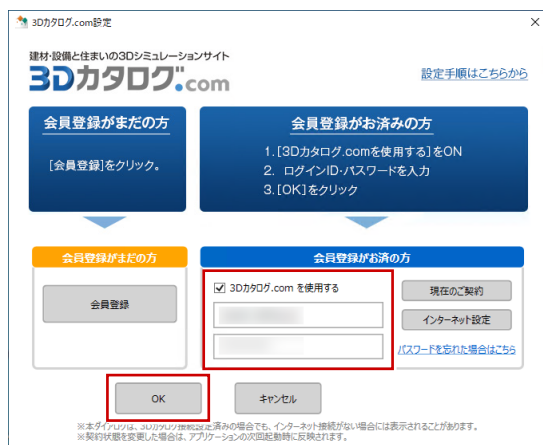 3Dカタログ.com設定
建材・設備と住まいの3Dシミュレーションサイト
3Dカタログ.com
設定手順はこちらから
会員登録がまだの方
[会員登録]をクリック。
会員登録がお済みの方
1.[3Dカタログ.comを使用する]をON
2. ログインID・パスワードを入力
3.[OK]をクリック
会員登録がまだの方
会員登録
会員登録がお済の方
3Dカタログ.com を使用する
現在のご契約
インターネット設定
パスワードを忘れた場合はこちら
OK
キャンセル
※本ダイアログは、3Dカタログ接続設定済みの場合でも、インターネット接続がない場合には表示されることがあります。
※契約状態を変更した場合は、アプリケーションの次回起動時に反映されます。